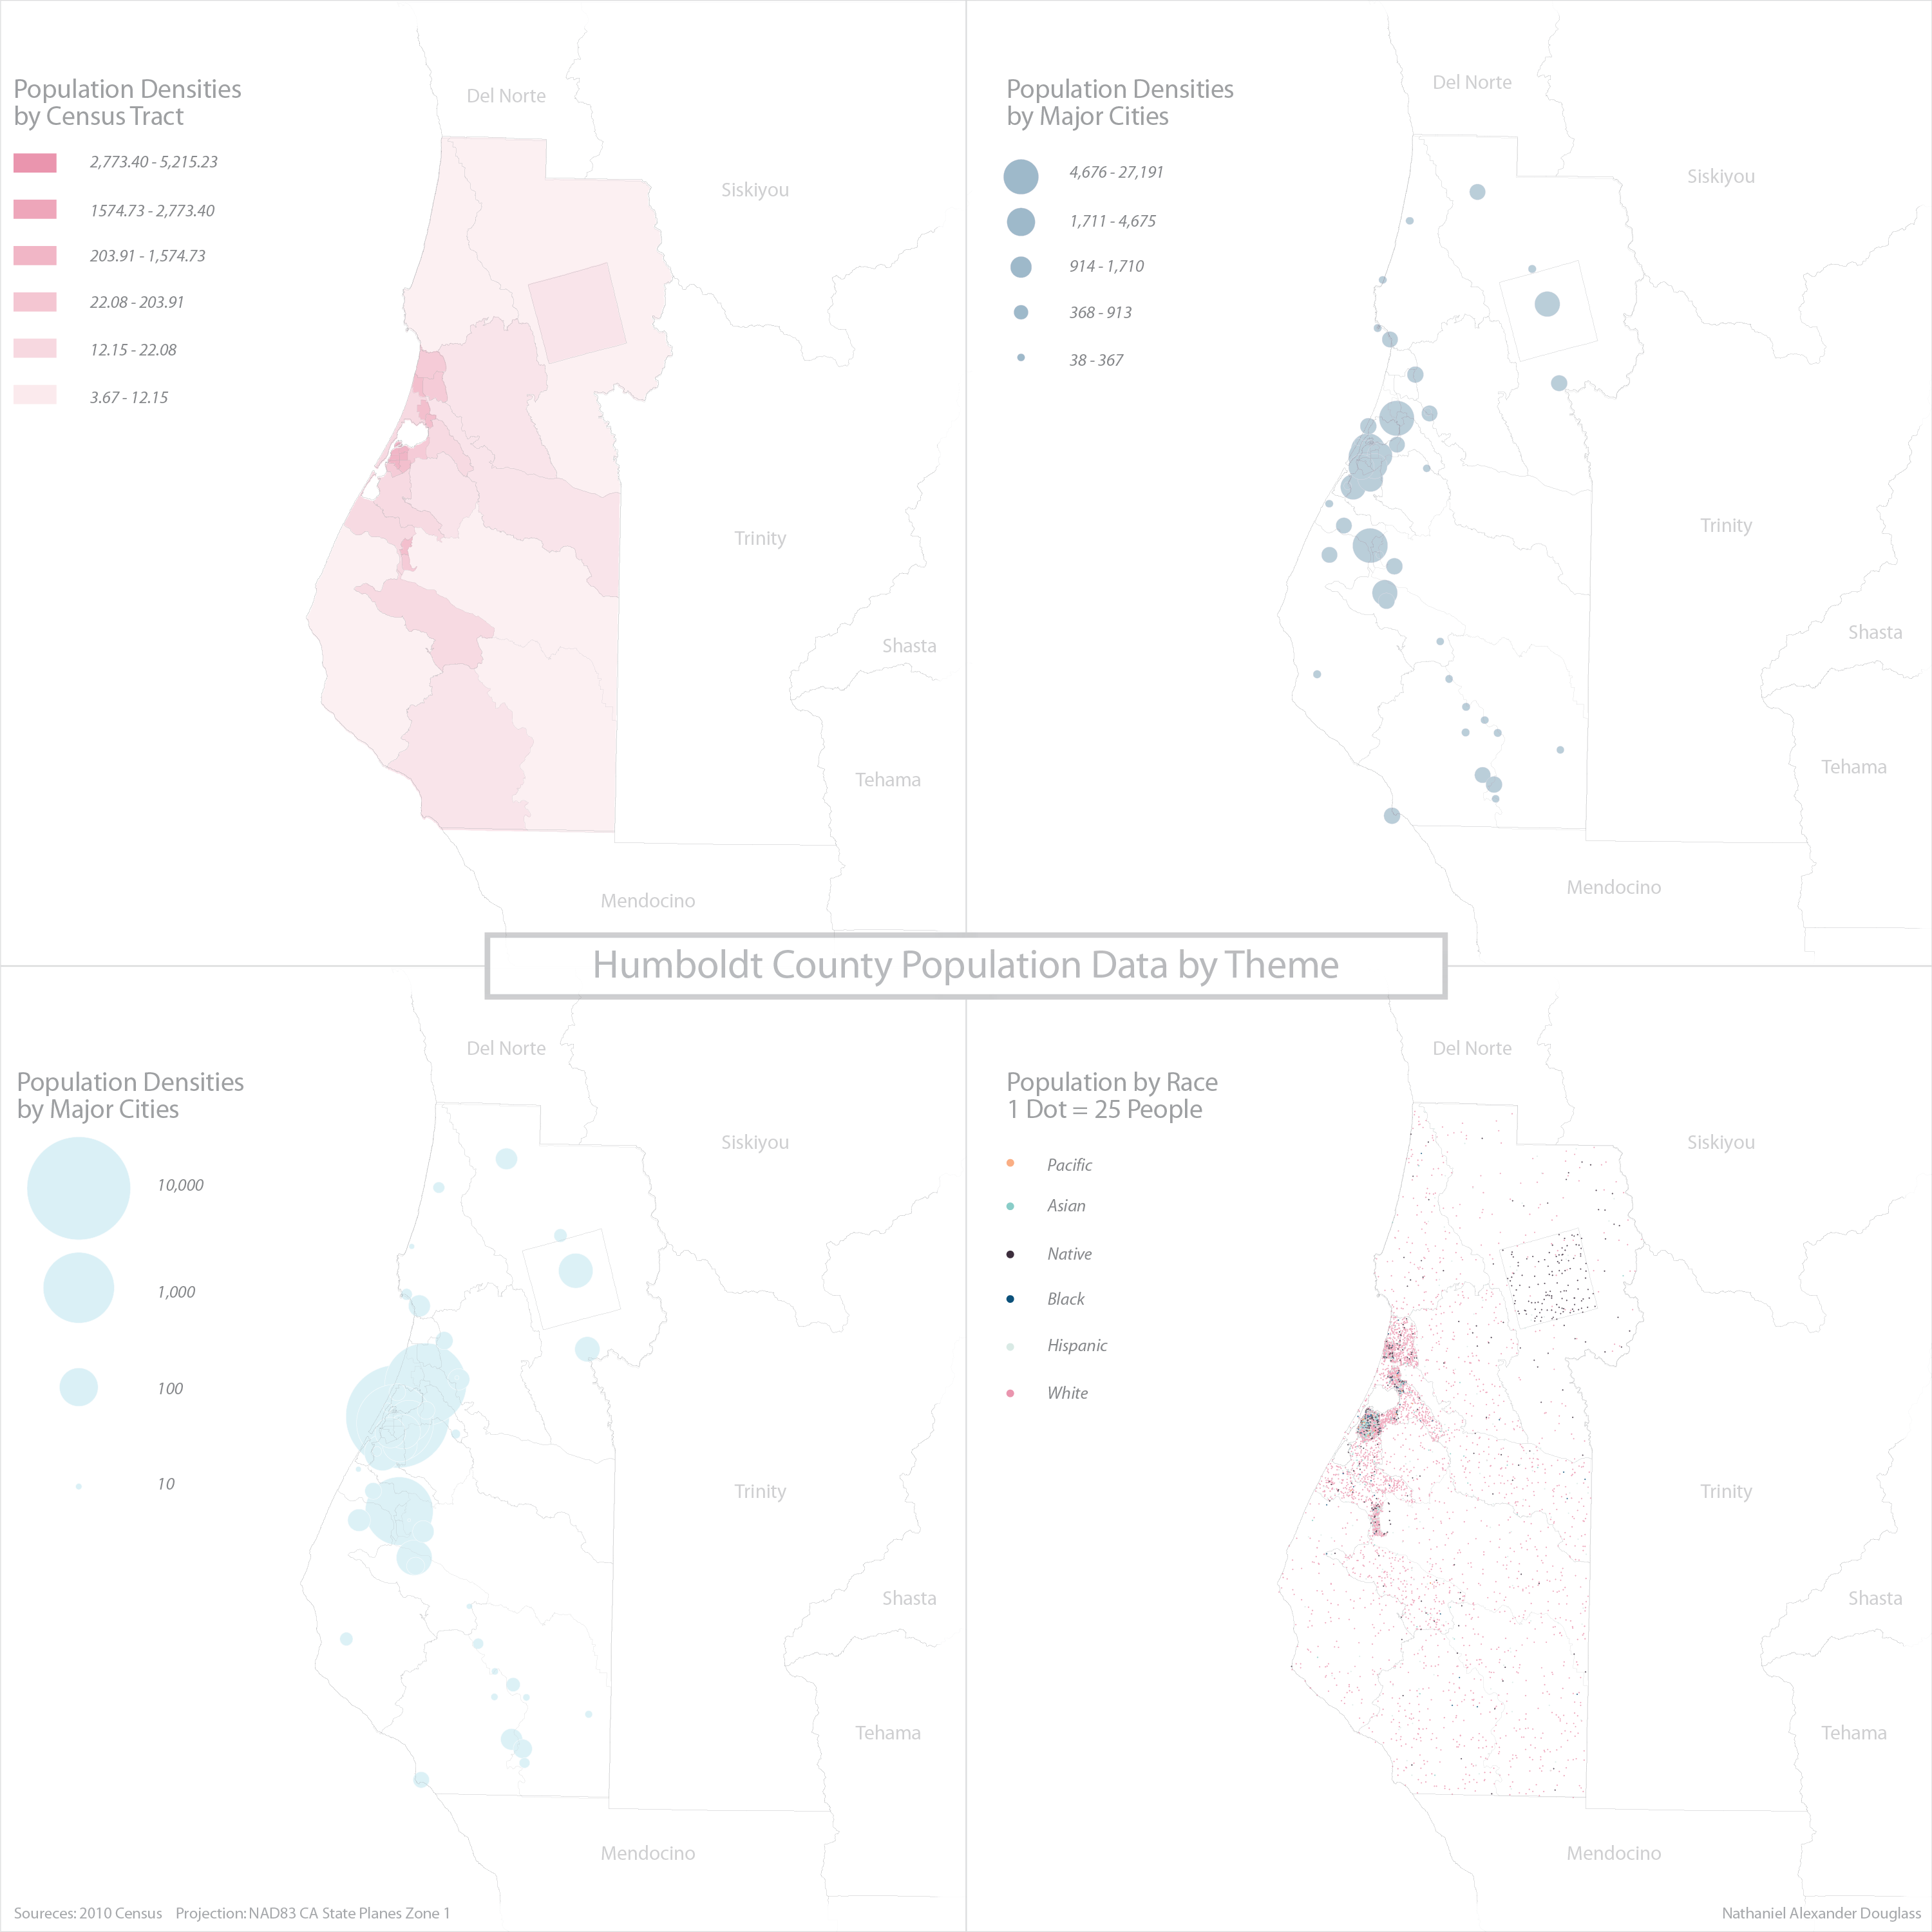 Population Densities
by Census Tract
2,773.40 - 5,215.23
1574.73 - 2,773.40
203.91 - 1,574.73
22.08 - 203.91
12.15 - 22.08
3.67 - 12.15
Del Norte
Siskiyou
Trinity
Shasta
Tehama
Mendocino
Population Densities
by Major Cities
4,676 - 27,191
1,711 - 4,675
914 - 1,710
368 - 913
38 - 367
Del Norte
Siskiyou
Trinity
Shasta
Tehama
Mendocino
Humboldt County Population Data by Theme
Population Densities
by Major Cities
10,000
1,000
100
10
Del Norte
Siskiyou
Trinity
Shasta
Tehama
Mendocino
Population by Race
1 Dot = 25 People
Pacific
Asian
Native
Black
Hispanic
White
Del Norte
Siskiyou
Trinity
Shasta
Tehama
Mendocino
Soureces: 2010 Census Projection: NAD83 CA State Planes Zone 1
Nathaniel Alexander Douglass